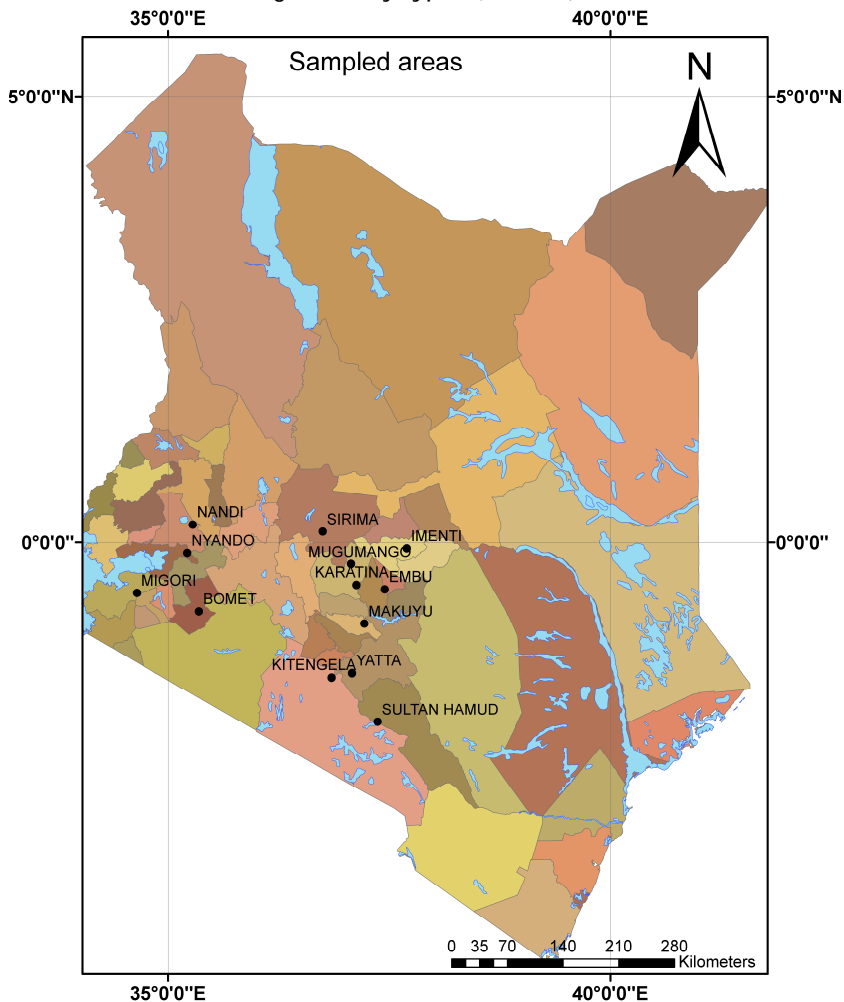 35°0'0"E 40°0'0"E
Sampled areas
N
5°0'0"N 5°0'0"N
NANDI
SIRIMA
NYANDO
IMENTI
0°0'0" 0°0'0"
MUGUMANGO
KARATINA
EMBU
MIGORI
BOMET
MAKUYU
KITENGELA
YATTA
SULTAN HAMUD
0 35 70 140 210 280
Kilometers
35°0'0"E 40°0'0"E